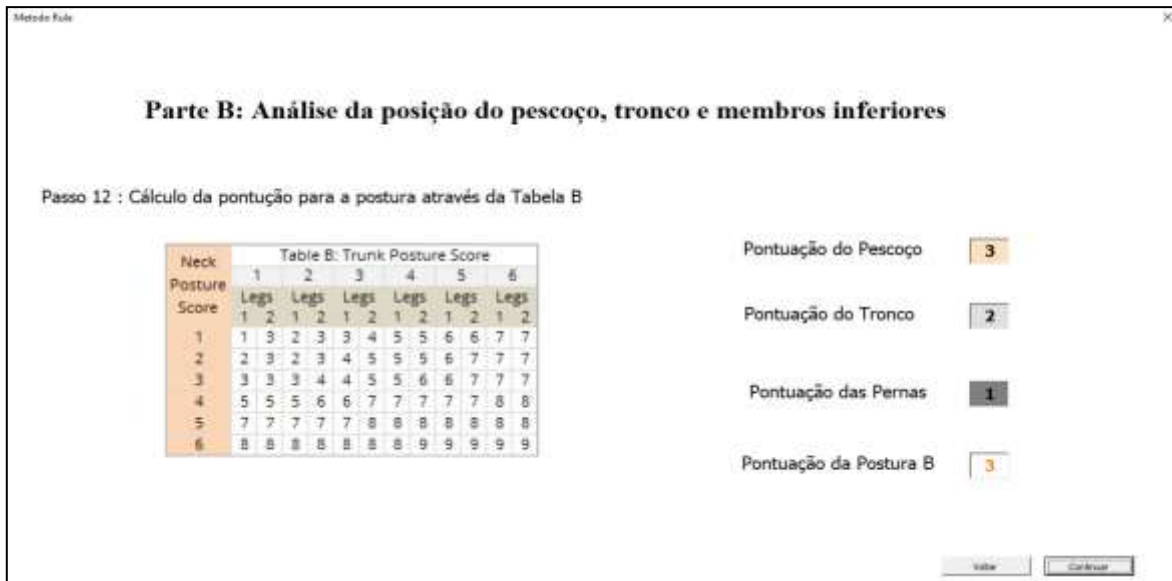 Metodo Rula
Parte B: Análise da posição do pescoço, tronco e membros inferiores
Passo 12 : Cálculo da pontução para a postura através da Tabela B
Neck Posture Score
Table B: Trunk Posture Score
1 2 3 4 5 6
Legs Legs Legs Legs Legs Legs
1 2 1 2 1 2 1 2 1 2 1 2
1 1 3 2 3 3 4 5 5 6 6 7 7
2 2 3 2 3 4 5 5 5 6 7 7 7
3 3 3 3 4 4 5 5 6 6 7 7 7
4 5 5 5 6 6 7 7 7 7 7 8 8
5 7 7 7 7 7 8 8 8 8 8 8 8
6 8 8 8 8 8 8 8 9 9 9 9 9
Pontuação do Pescoço 3
Pontuação do Tronco 2
Pontuação das Pernas 1
Pontuação da Postura B 3
Voltar Continuar